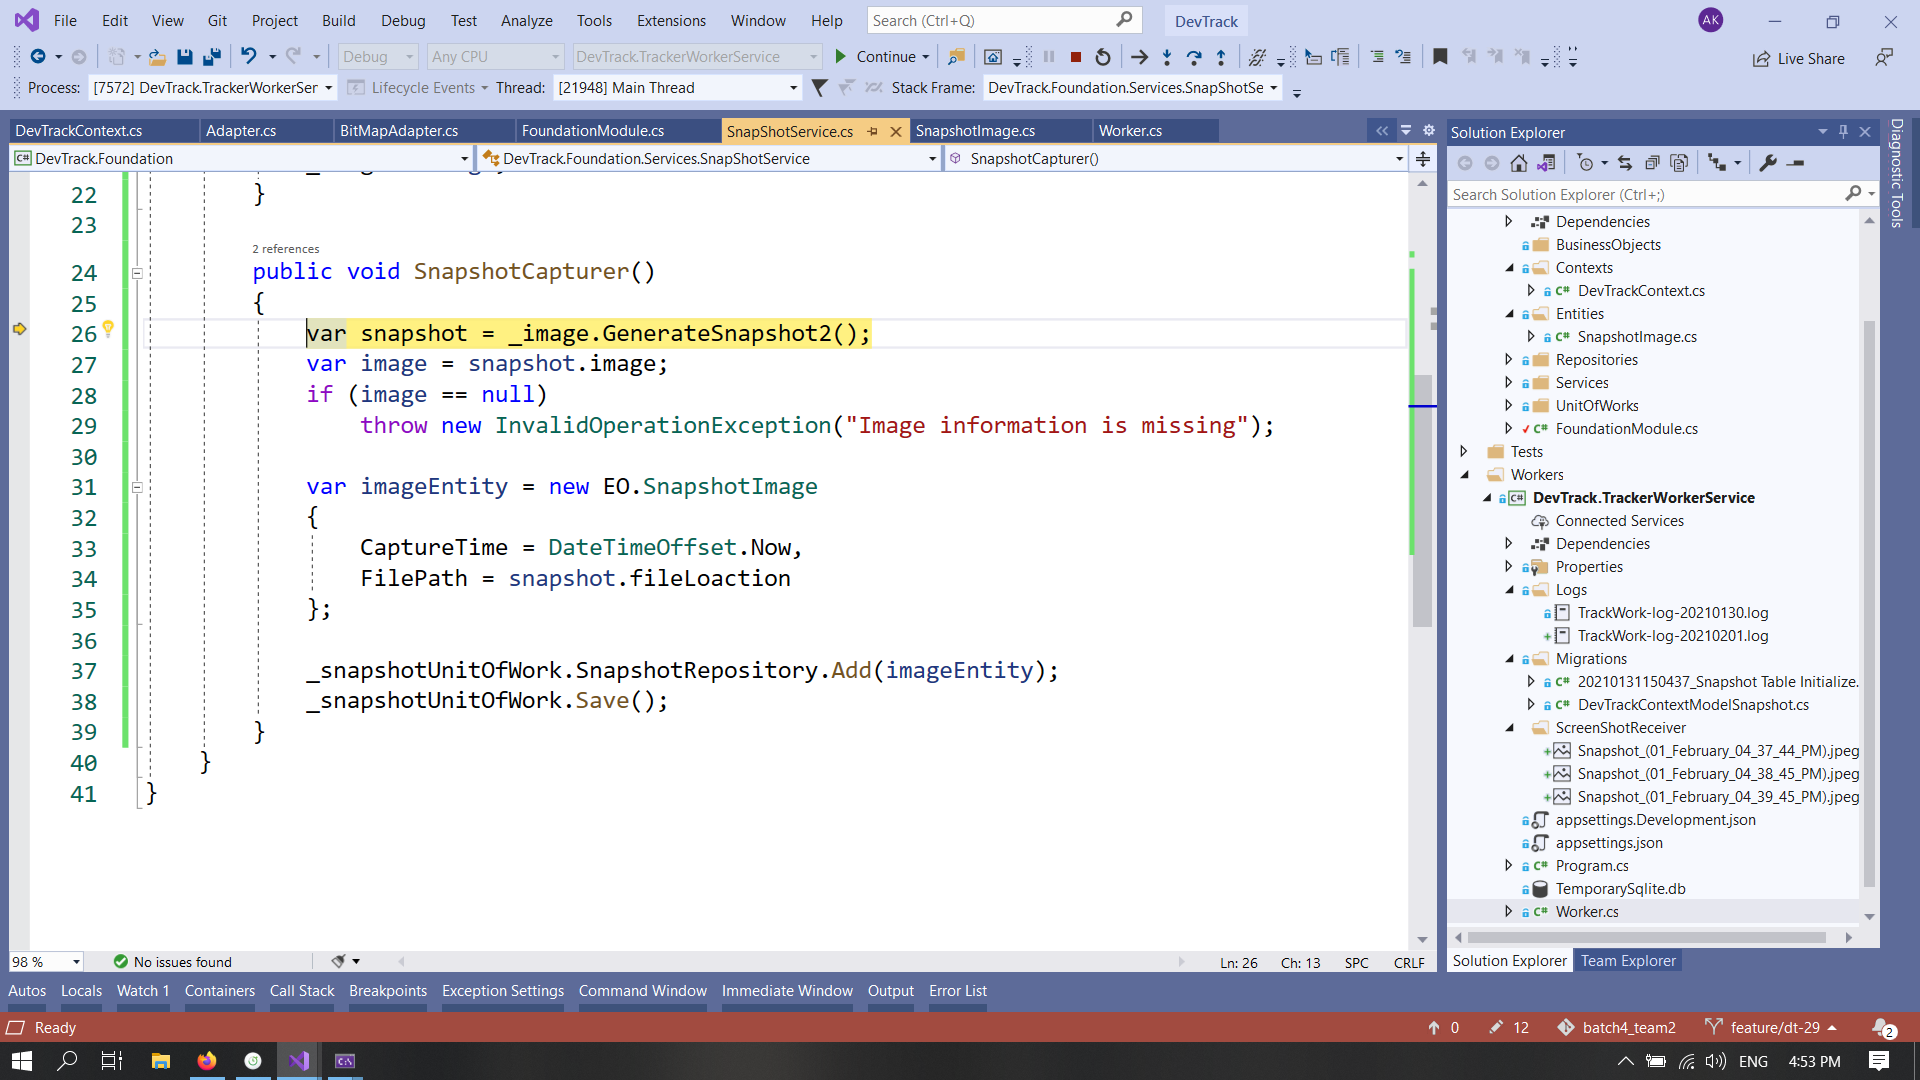 File Edit View Git Project Build Debug Test Analyze Tools Extensions Window Help Search (Ctrl+Q) DevTrack AK
Debug Any CPU DevTrack.TrackerWorkerService Continue Live Share
Process: [7572] DevTrack.TrackerWorkerSer Lifecycle Events Thread: [21948] Main Thread Stack Frame: DevTrack.Foundation.Services.SnapShotSe
DevTrackContext.cs Adapter.cs BitMapAdapter.cs FoundationModule.cs SnapShotService.cs SnapshotImage.cs Worker.cs
C# DevTrack.Foundation DevTrack.Foundation.Services.SnapShotService SnapshotCapturer()
22 }
23
2 references
24 public void SnapshotCapturer()
25 {
26 var snapshot = _image.GenerateSnapshot2();
27 var image = snapshot.image;
28 if (image == null)
29 throw new InvalidOperationException("Image information is missing");
30
31 var imageEntity = new EO.SnapshotImage
32 {
33 CaptureTime = DateTimeOffset.Now,
34 FilePath = snapshot.fileLoaction
35 };
36
37 _snapshotUnitOfWork.SnapshotRepository.Add(imageEntity);
38 _snapshotUnitOfWork.Save();
39 }
40 }
41 }
98 % No issues found Ln: 26 Ch: 13 SPC CRLF
Solution Explorer
Search Solution Explorer (Ctrl+;)
Dependencies
BusinessObjects
Contexts
C# DevTrackContext.cs
Entities
C# SnapshotImage.cs
Repositories
Services
UnitOfWorks
C# FoundationModule.cs
Tests
Workers
C# DevTrack.TrackerWorkerService
Connected Services
Dependencies
Properties
Logs
TrackWork-log-20210130.log
TrackWork-log-20210201.log
Migrations
C# 20210131150437_Snapshot Table Initialize.
C# DevTrackContextModelSnapshot.cs
ScreenShotReceiver
Snapshot_(01_February_04_37_44_PM).jpeg
Snapshot_(01_February_04_38_45_PM).jpeg
Snapshot_(01_February_04_39_45_PM).jpeg
appsettings.Development.json
appsettings.json
C# Program.cs
TemporarySqlite.db
C# Worker.cs
Solution Explorer Team Explorer
Diagnostic Tools
Autos Locals Watch 1 Containers Call Stack Breakpoints Exception Settings Command Window Immediate Window Output Error List
Ready 0 12 batch4_team2 feature/dt-29 2
ENG 4:53 PM